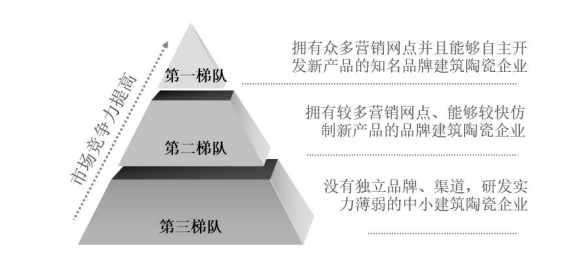 市场竞争力提高
第一梯队
拥有众多营销网点并且能够自主开
发新产品的知名品牌建筑陶瓷企业
第二梯队
拥有较多营销网点、能够较快仿
制新产品的品牌建筑陶瓷企业
第三梯队
没有独立品牌、渠道，研发实
力薄弱的中小建筑陶瓷企业